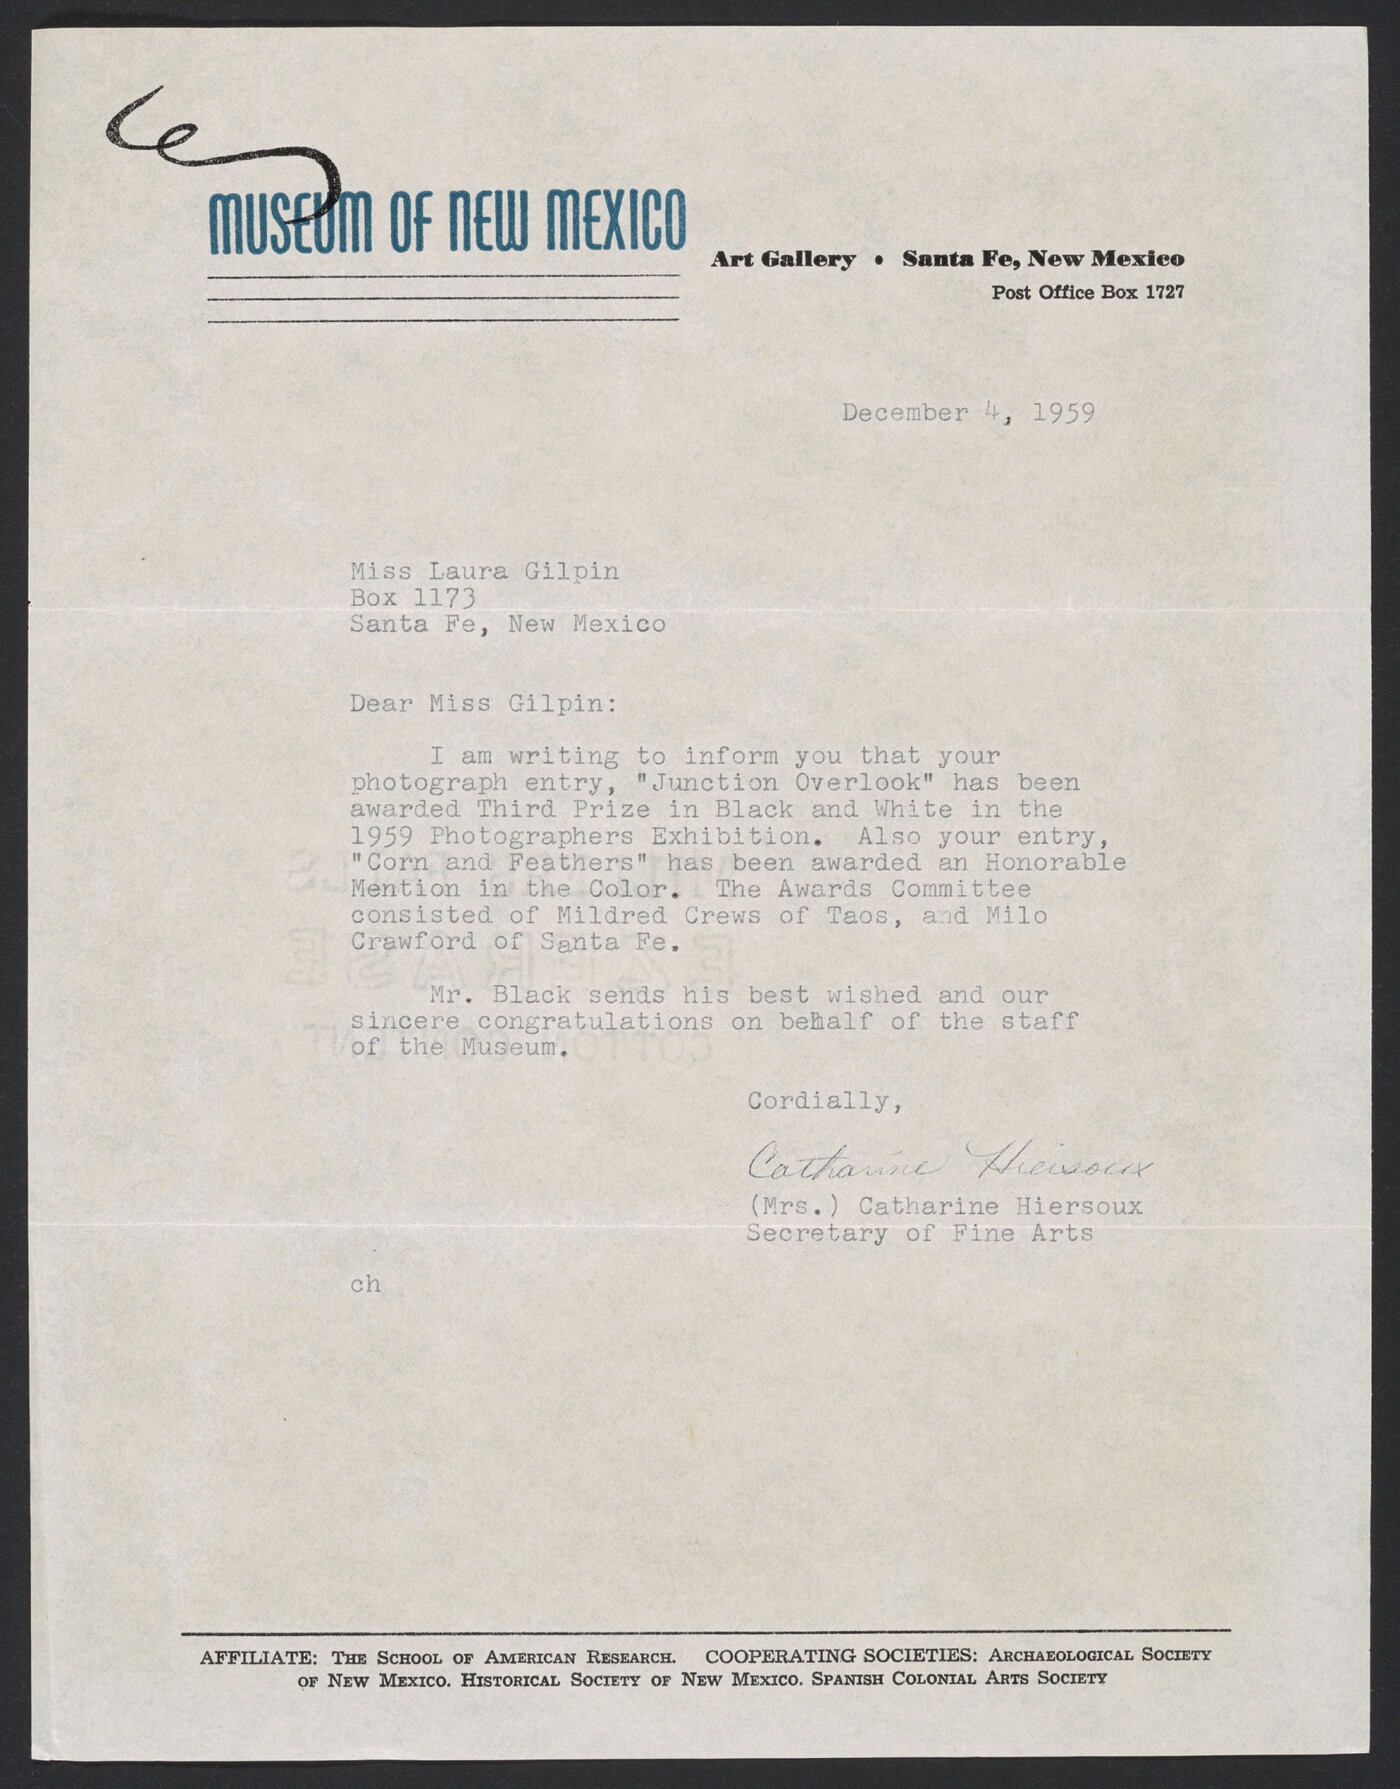 MUSEUM OF NEW MEXICO
Art Gallery • Santa Fe, New Mexico
Post Office Box 1727
December 4, 1959
Miss Laura Gilpin
Box 1173
Santa Fe, New Mexico
Dear Miss Gilpin:
I am writing to inform you that your
photograph entry, "Junction Overlook" has been
awarded Third Prize in Black and White in the
1959 Photographers Exhibition. Also your entry,
"Corn and Feathers" has been awarded an Honorable
Mention in the Color. The Awards Committee
consisted of Mildred Crews of Taos, and Milo
Crawford of Santa Fe.
Mr. Black sends his best wished and our
sincere congratulations on behalf of the staff
of the Museum.
Cordially,
Catharine Hiersoux
(Mrs.) Catharine Hiersoux
Secretary of Fine Arts
ch
AFFILIATE: THE SCHOOL OF AMERICAN RESEARCH. COOPERATING SOCIETIES: ARCHAEOLOGICAL SOCIETY
OF NEW MEXICO. HISTORICAL SOCIETY OF NEW MEXICO. SPANISH COLONIAL ARTS SOCIETY